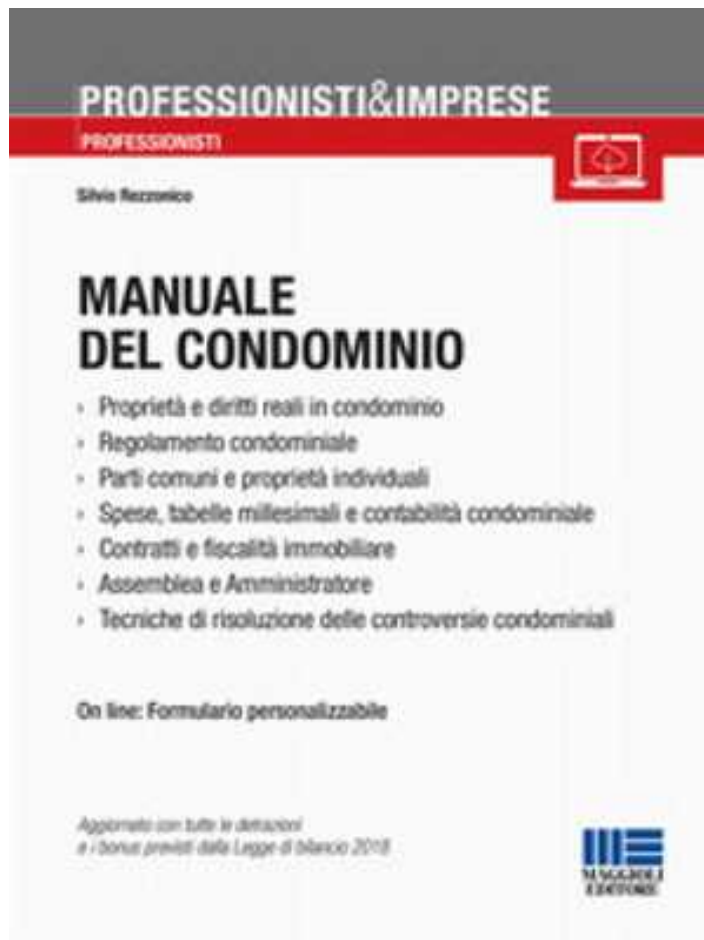 PROFESSIONISTI&IMPRESE
PROFESSIONISTI
Silvio Rezzonico
MANUALE
DEL CONDOMINIO
› Proprietà e diritti reali in condominio
› Regolamento condominiale
› Parti comuni e proprietà individuali
› Spese, tabelle millesimali e contabilità condominiale
› Contratti e fiscalità immobiliare
› Assemblea e Amministratore
› Tecniche di risoluzione delle controversie condominiali
On line: Formulario personalizzabile
Aggiornato con tutte le detrazioni
e i bonus previsti dalla Legge di bilancio 2018
MAGGIOLI
EDITORE